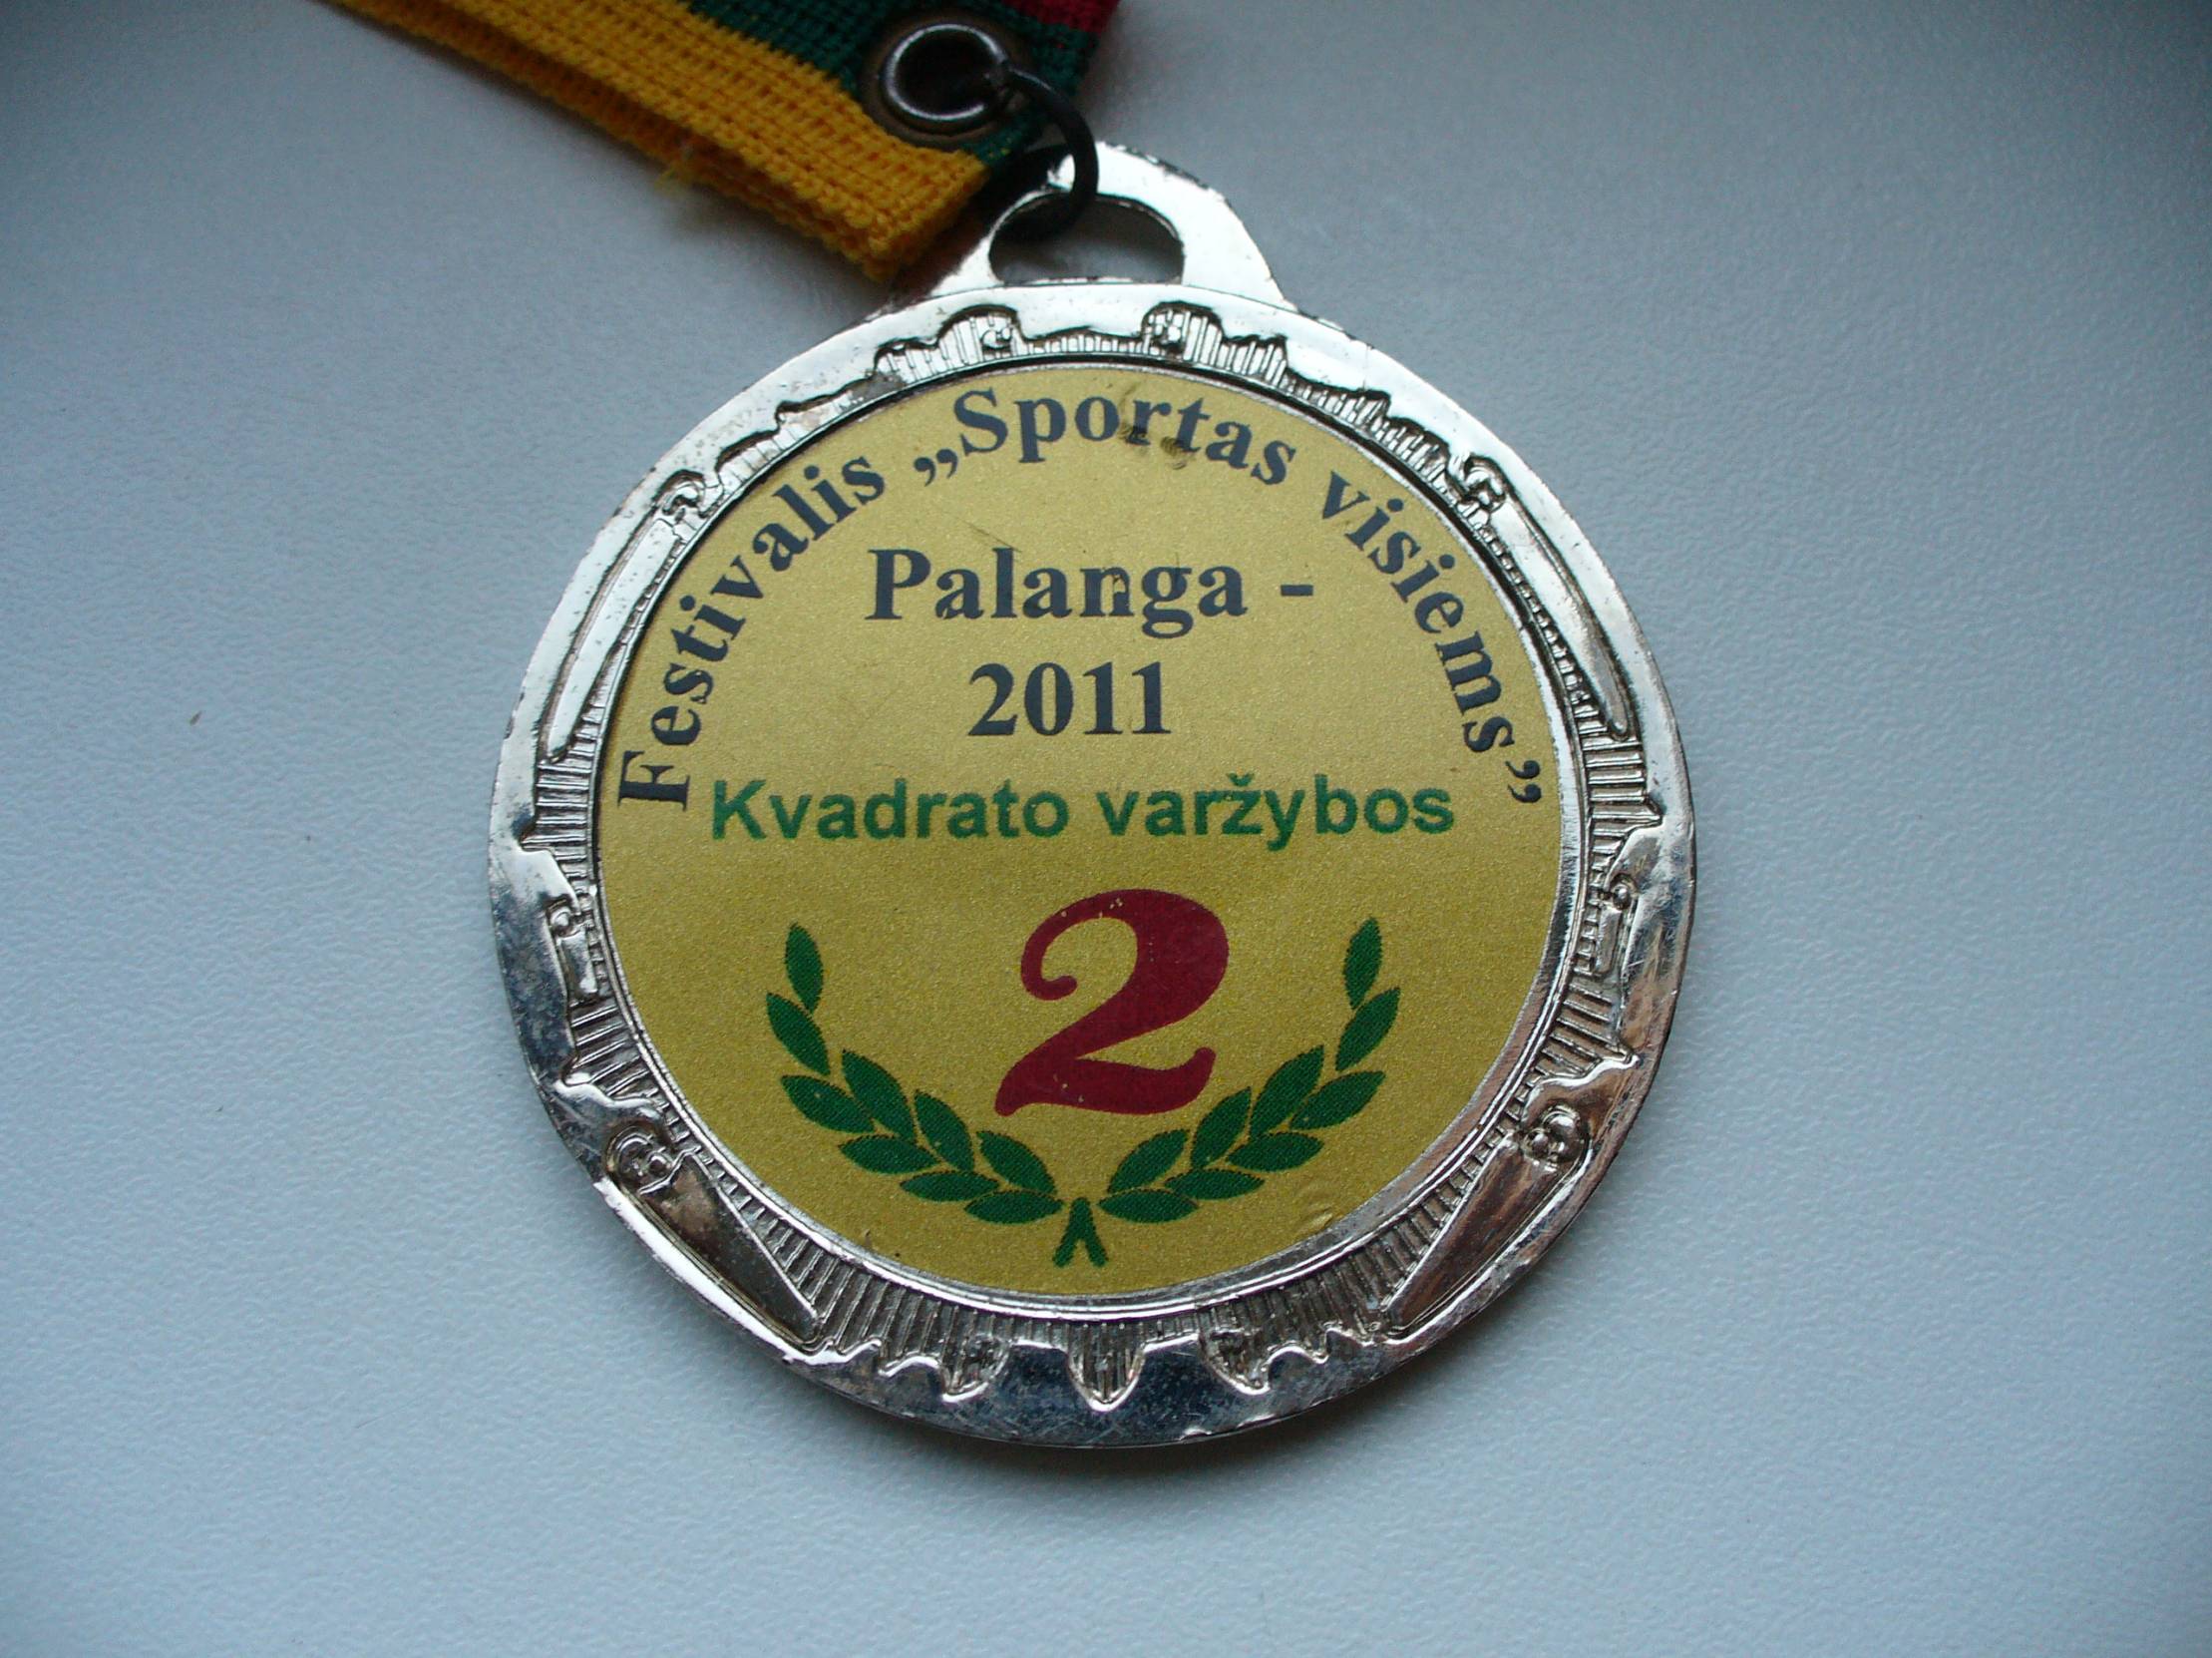 Festivalis „Sportas visiems”
Palanga -
2011
Kvadrato varžybos
2